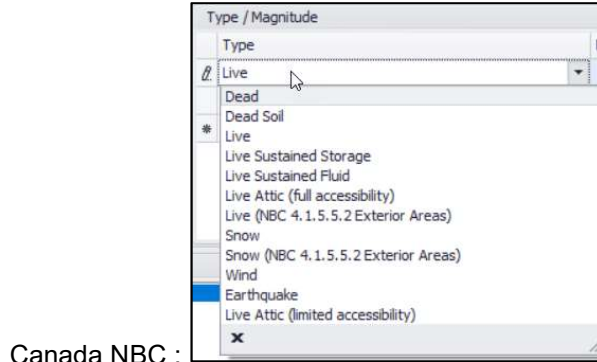 Type / Magnitude
Type
Live
Dead
Dead Soil
Live
Live Sustained Storage
Live Sustained Fluid
Live Attic (full accessibility)
Live (NBC 4.1.5.5.2 Exterior Areas)
Snow
Snow (NBC 4.1.5.5.2 Exterior Areas)
Wind
Earthquake
Live Attic (limited accessibility)
Canada NBC :